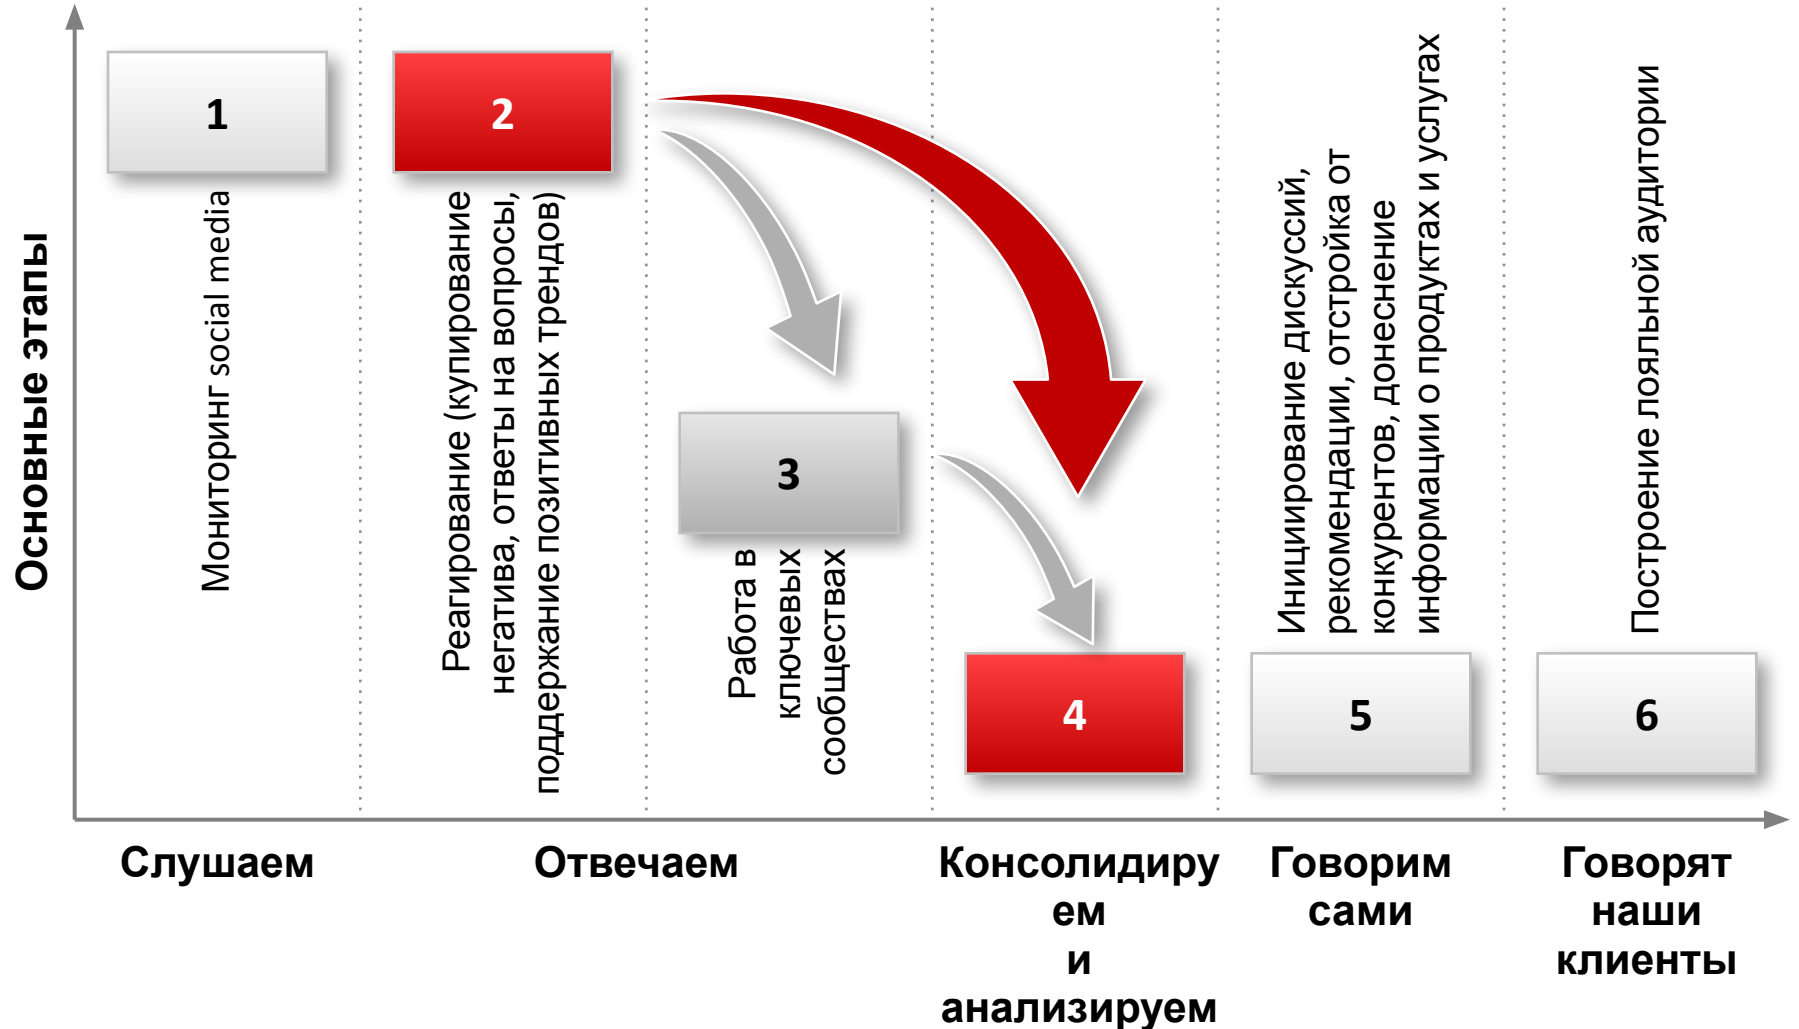 Основные этапы
1
Мониторинг social media
2
Реагирование (купирование
негатива, ответы на вопросы,
поддержание позитивных трендов)
3
Работа в
ключевых
сообществах
4
Инициирование дискуссий,
рекомендации, отстройка от
конкурентов, донеснение
информации о продуктах и услугах
5
Построение лояльной аудитории
6
Слушаем
Отвечаем
Консолидиру
ем
и
анализируем
Говорим
сами
Говорят
наши
клиенты